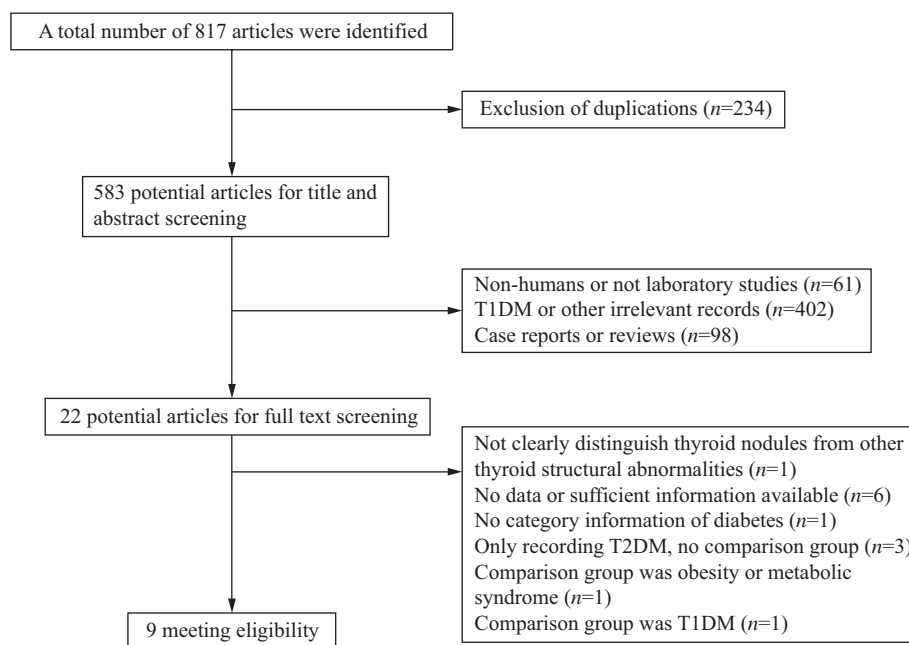 A total number of 817 articles were identified
Exclusion of duplications (n=234)
583 potential articles for title and
abstract screening
Non-humans or not laboratory studies (n=61)
T1DM or other irrelevant records (n=402)
Case reports or reviews (n=98)
22 potential articles for full text screening
Not clearly distinguish thyroid nodules from other
thyroid structural abnormalities (n=1)
No data or sufficient information available (n=6)
No category information of diabetes (n=1)
Only recording T2DM, no comparison group (n=3)
Comparison group was obesity or metabolic
syndrome (n=1)
Comparison group was T1DM (n=1)
9 meeting eligibility